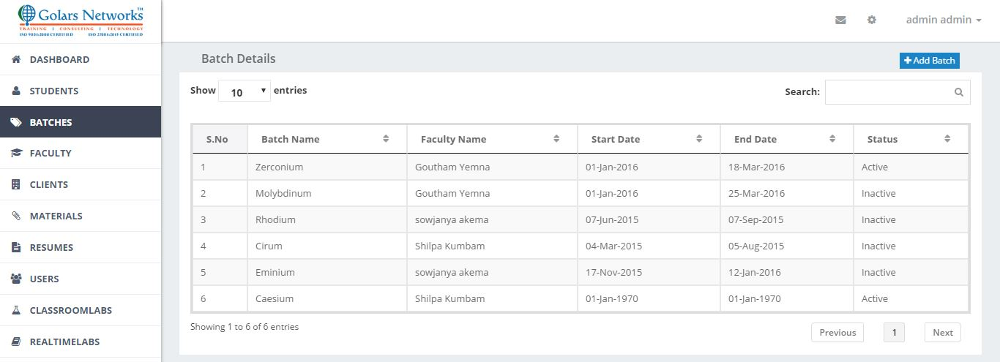 Golars Networks™
TRAINING | CONSULTING | TECHNOLOGY
ISO 9001:2008 CERTIFIED ISO 27001:2013 CERTIFIED
admin admin
DASHBOARD
STUDENTS
BATCHES
FACULTY
CLIENTS
MATERIALS
RESUMES
USERS
CLASSROOMLABS
REALTIMELABS
Batch Details
Add Batch
Show 10 entries Search:
S.No Batch Name Faculty Name Start Date End Date Status
1 Zerconium Goutham Yemna 01-Jan-2016 18-Mar-2016 Active
2 Molybdinum Goutham Yemna 01-Jan-2016 25-Mar-2016 Inactive
3 Rhodium sowjanya akema 07-Jun-2015 07-Sep-2015 Inactive
4 Cirum Shilpa Kumbam 04-Mar-2015 05-Aug-2015 Inactive
5 Eminium sowjanya akema 17-Nov-2015 12-Jan-2016 Inactive
6 Caesium Shilpa Kumbam 01-Jan-1970 01-Jan-1970 Active
Showing 1 to 6 of 6 entries
Previous 1 Next